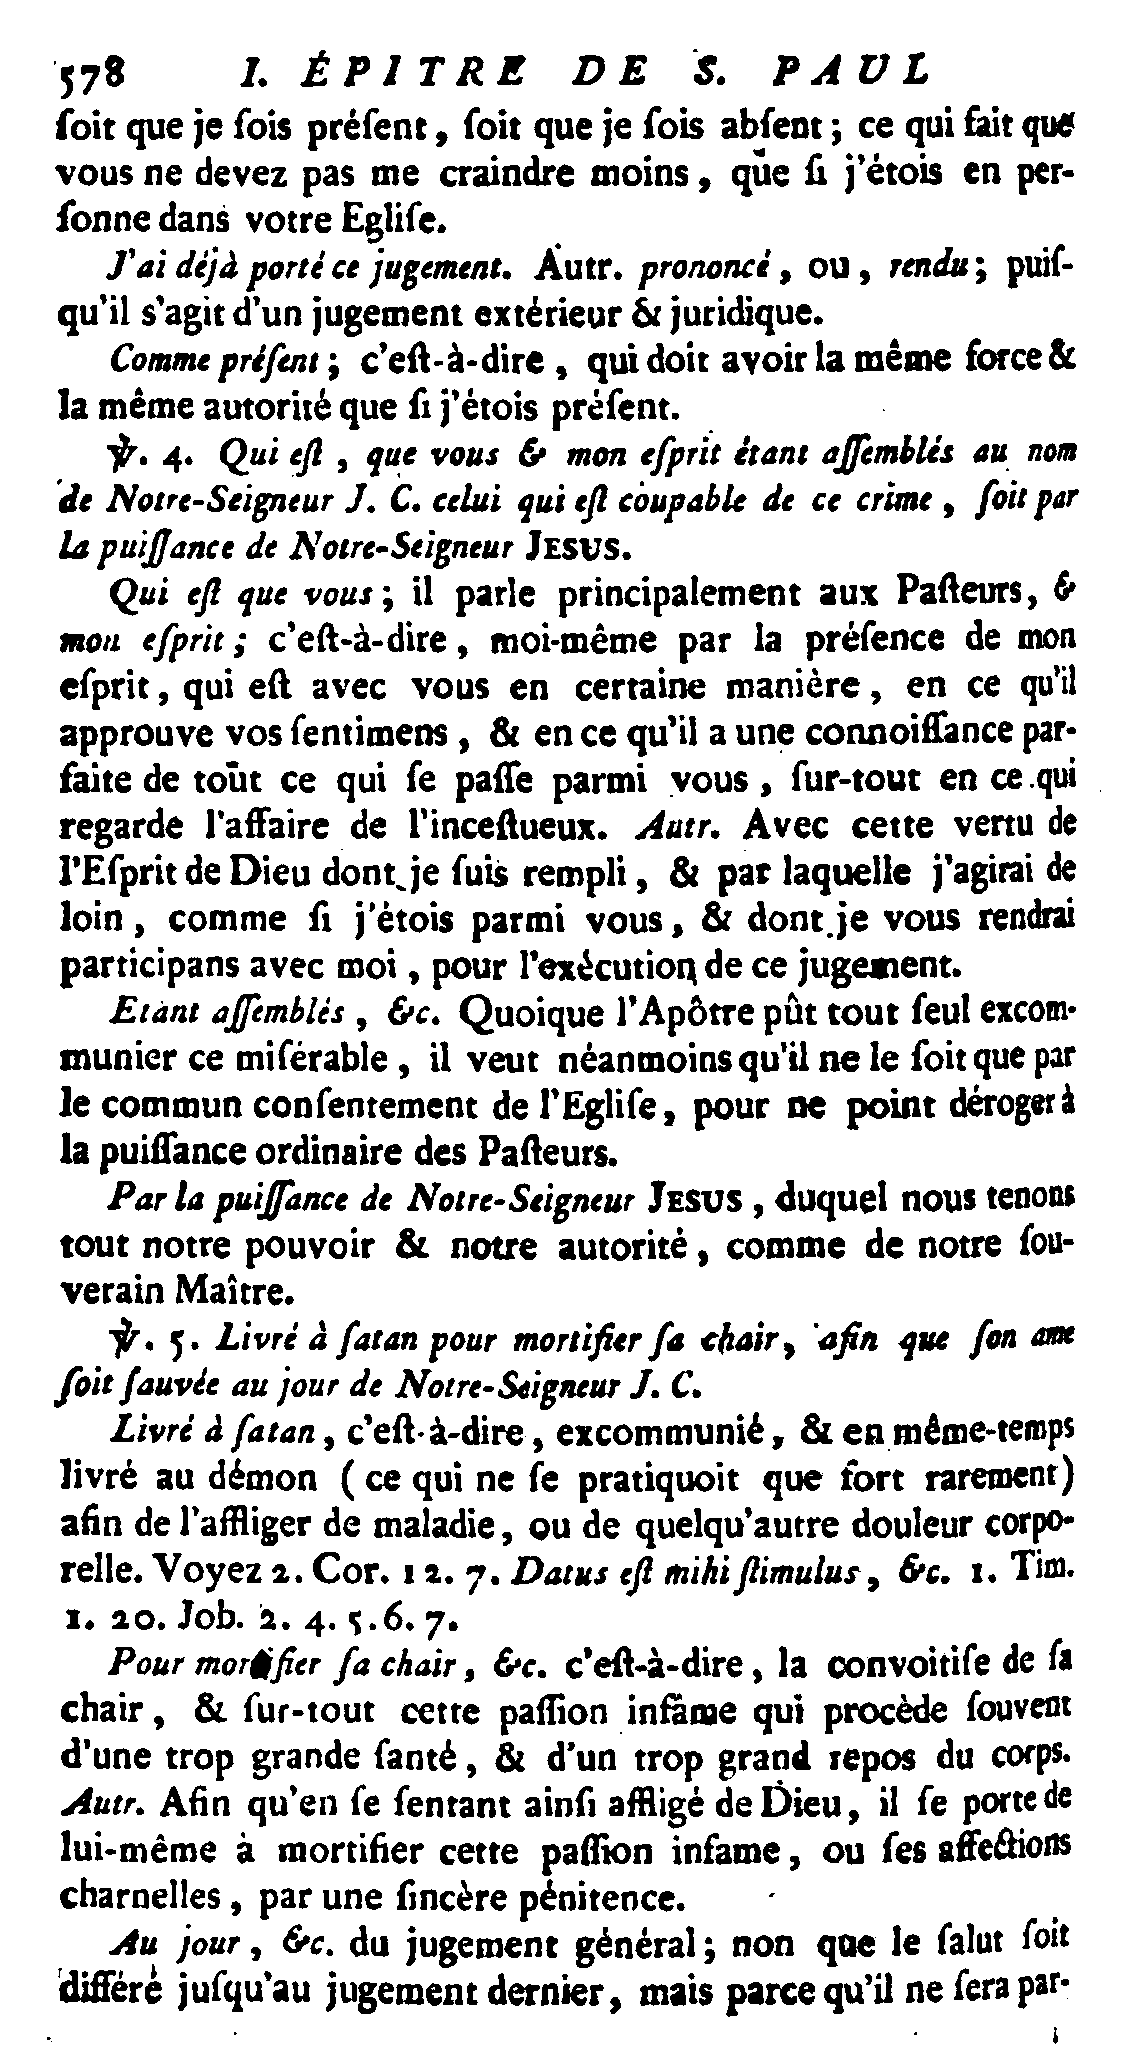 578 I. ÉPITRE DE S. PAUL
ſoit que je ſois préſent, ſoit que je ſois abſent; ce qui fait que
vous ne devez pas me craindre moins, que ſi j'étois en per-
ſonne dans votre Egliſe.
J'ai déjà porté ce jugement. Autr. prononcé, ou, rendu; puiſ-
qu'il s'agit d'un jugement extérieur & juridique.
Comme préſent; c'eſt-à-dire, qui doit avoir la même force &
la même autorité que ſi j'étois préſent.
℣. 4. Qui eſt, que vous & mon eſprit étant aſſemblés au nom
de Notre-Seigneur J. C. celui qui eſt coupable de ce crime, ſoit par
la puiſſance de Notre-Seigneur JESUS.
Qui eſt que vous; il parle principalement aux Paſteurs, &
mon eſprit; c'eſt-à-dire, moi-même par la préſence de mon
eſprit, qui eſt avec vous en certaine manière, en ce qu'il
approuve vos ſentimens, & en ce qu'il a une connoiſſance par-
faite de tout ce qui ſe paſſe parmi vous, ſur-tout en ce qui
regarde l'affaire de l'inceſtueux. Autr. Avec cette vertu de
l'Eſprit de Dieu dont je ſuis rempli, & par laquelle j'agirai de
loin, comme ſi j'étois parmi vous, & dont je vous rendrai
participans avec moi, pour l'exécution de ce jugement.
Etant aſſemblés, &c. Quoique l'Apôtre pût tout ſeul excom-
munier ce miſérable, il veut néanmoins qu'il ne le ſoit que par
le commun conſentement de l'Egliſe, pour ne point déroger à
la puiſſance ordinaire des Paſteurs.
Par la puiſſance de Notre-Seigneur JESUS, duquel nous tenons
tout notre pouvoir & notre autorité, comme de notre ſou-
verain Maître.
℣. 5. Livré à ſatan pour mortifier ſa chair, afin que ſon ame
ſoit ſauvée au jour de Notre-Seigneur J. C.
Livré à ſatan, c'eſt-à-dire, excommunié, & en même-temps
livré au démon (ce qui ne ſe pratiquoit que fort rarement)
afin de l'affliger de maladie, ou de quelqu'autre douleur corpo-
relle. Voyez 2. Cor. 12. 7. Datus eſt mihi ſtimulus, &c. 1. Tim.
1. 20. Job. 2. 4. 5. 6. 7.
Pour mortifier ſa chair, &c. c'eſt-à-dire, la convoitiſe de ſa
chair, & ſur-tout cette paſſion infâme qui procède ſouvent
d'une trop grande ſanté, & d'un trop grand repos du corps.
Autr. Afin qu'en ſe ſentant ainſi affligé de Dieu, il ſe porte de
lui-même à mortifier cette paſſion infame, ou ſes affections
charnelles, par une ſincère pénitence.
Au jour, &c. du jugement général; non que le ſalut ſoit
différé juſqu'au jugement dernier, mais parce qu'il ne ſera par-